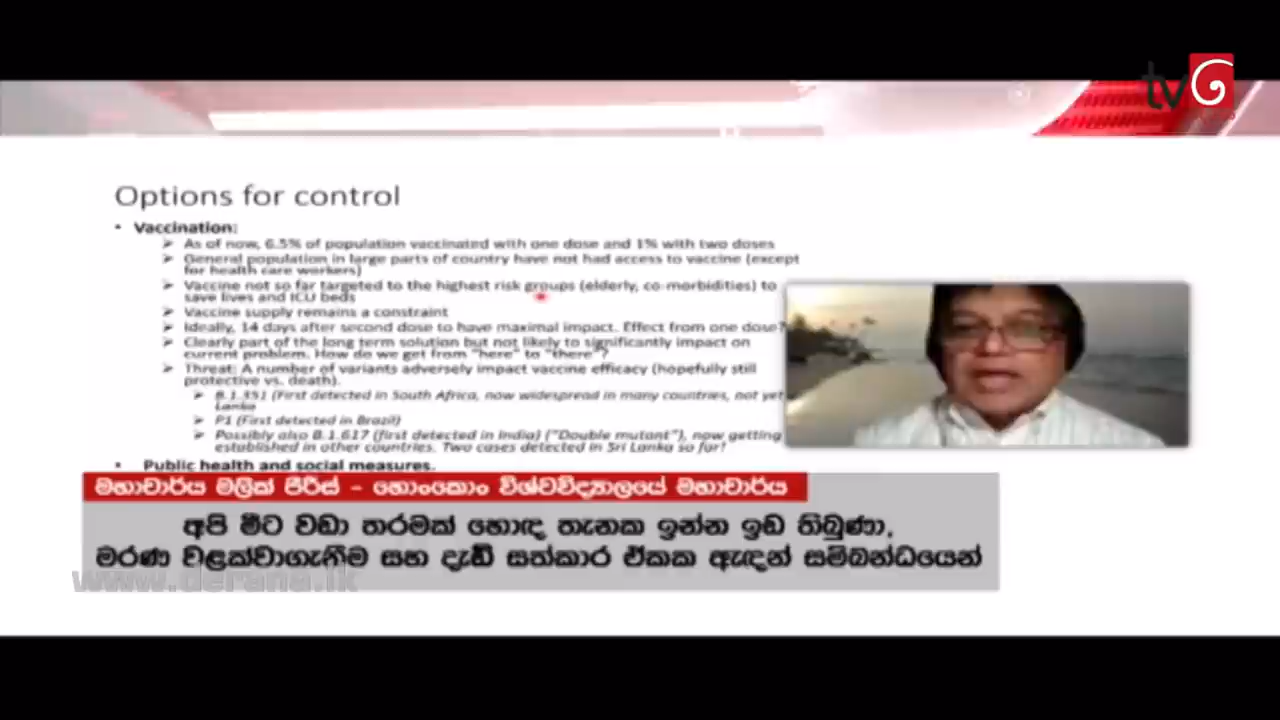 tv
Options for control
• Vaccination:
➢ As of now, 6.5% of population vaccinated with one dose and 1% with two doses
➢ General population in large parts of country have not had access to vaccine (except
for health care workers)
➢ Vaccine not so far targeted to the highest risk groups (elderly, co-morbidities) to
save lives and ICU beds
➢ Vaccine supply remains a constraint
➢ Ideally, 14 days after second dose to have maximal impact. Effect from one dose?
➢ Clearly part of the long term solution but not likely to significantly impact on
current problem. How do we get from "here" to "there"?
➢ Threat: A number of variants adversely impact vaccine efficacy (hopefully still
protective vs. death).
➢ B.1.351 (First detected in South Africa, now widespread in many countries, not yet
Lanka
➢ P1 (First detected in Brazil)
➢ Possibly also B.1.617 (first detected in India) ("Double mutant"), now getting
established in other countries. Two cases detected in Sri Lanka so far!
• Public health and social measures.
මහාචාර්ය මලික් පීරිස් - හොංකොං විශ්වවිද්‍යාලයේ මහාචාර්ය
අපි මීට වඩා තරමක් හොඳ තැනක ඉන්න ඉඩ තිබුණා,
මරණ වළක්වාගැනීම සහ දැඩි සත්කාර ඒකක ඇඳන් සම්බන්ධයෙන්
www.derana.lk